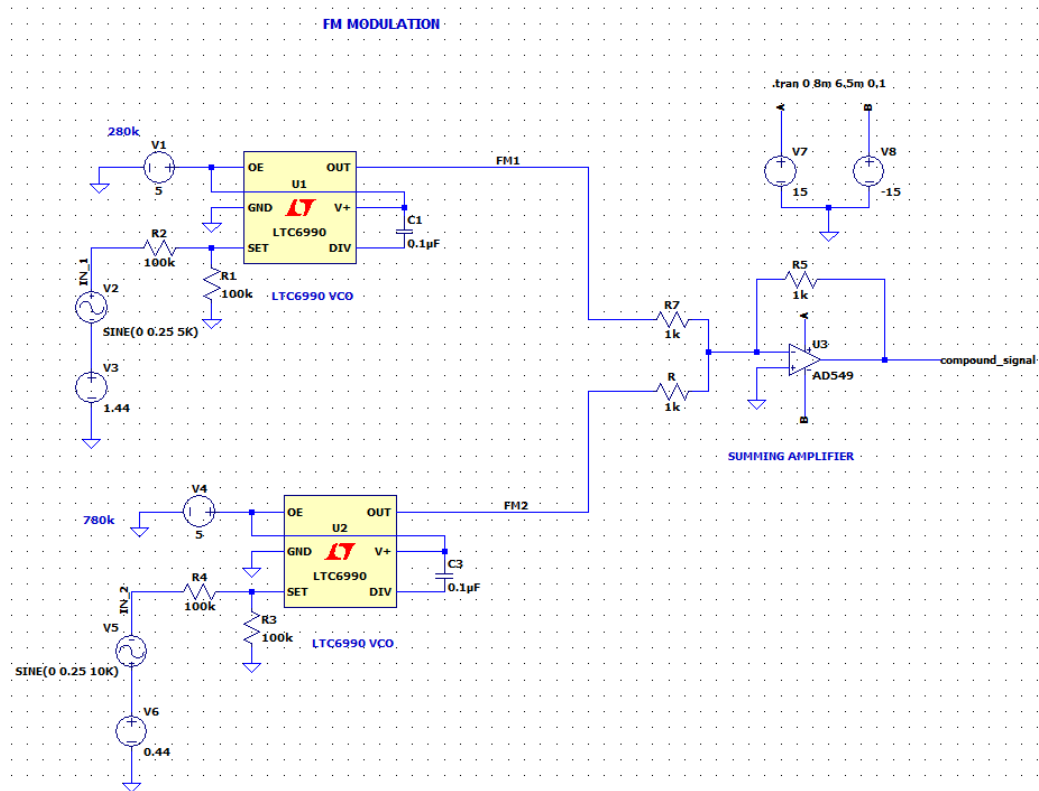 FM MODULATION
.tran 0 8m 6.5m 0.1
280k
V1
5
OE
OUT
U1
GND
V+
LTC6990
SET
DIV
C1
0.1µF
FM1
A
B
V7
15
V8
-15
R2
100k
IN_1
R1
100k
LTC6990 VCO
V2
SINE(0 0.25 5K)
V3
1.44
R7
1k
R
1k
R5
1k
A
U3
AD549
B
compound_signal
SUMMING AMPLIFIER
780k
V4
5
OE
OUT
U2
GND
V+
LTC6990
SET
DIV
C3
0.1µF
FM2
R4
100k
IN_2
R3
100k
LTC6990 VCO
V5
SINE(0 0.25 10K)
V6
0.44